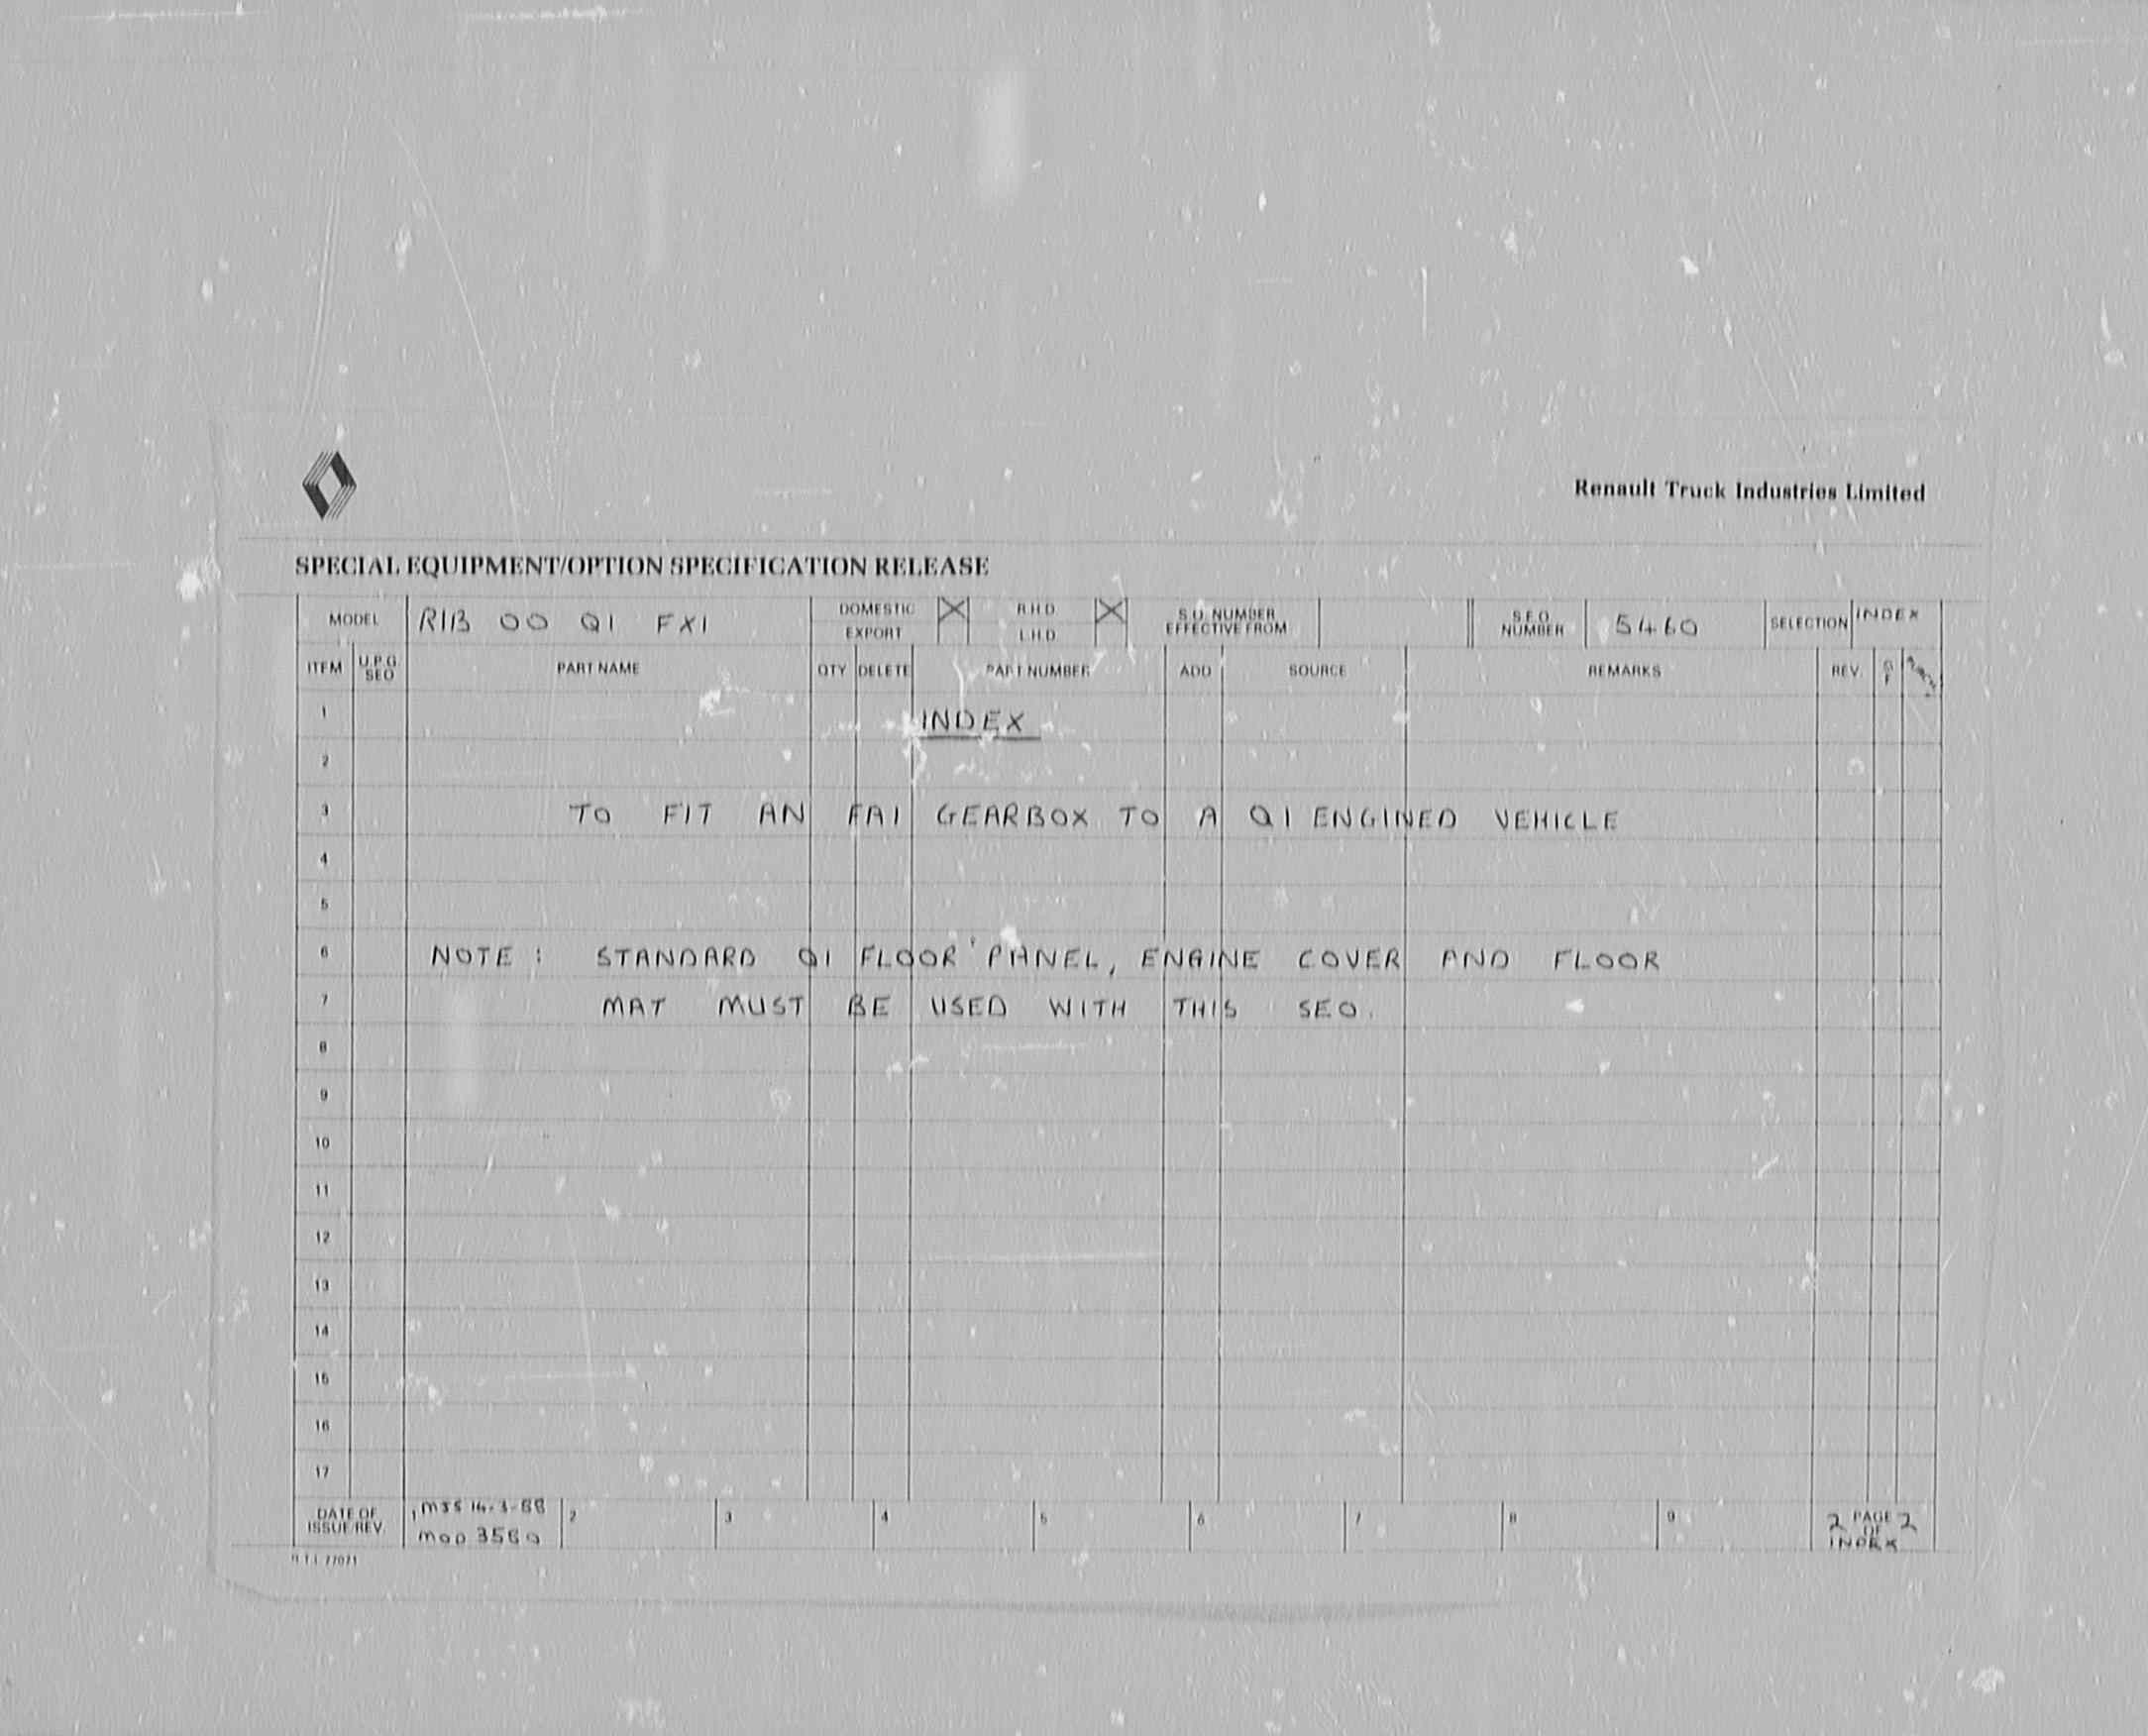 Renault Truck Industries Limited
SPECIAL EQUIPMENT/OPTION SPECIFICATION RELEASE
MODEL R1B 00 Q1 FX1 DOMESTIC X R.H.D. X S.U. NUMBER EFFECTIVE FROM S.E.O. NUMBER 5460 SELECTION INDEX
EXPORT L.H.D.
ITEM U.P.G. SEO PART NAME QTY DELETE PART NUMBER ADD SOURCE REMARKS REV.
1 INDEX
2
3 TO FIT AN FA1 GEARBOX TO A Q1 ENGINED VEHICLE
4
5
6 NOTE : STANDARD Q1 FLOOR PANEL, ENGINE COVER AND FLOOR
7 MAT MUST BE USED WITH THIS SEO.
8
9
10
11
12
13
14
15
16
17
DATE OF ISSUE/REV. 1 2 3 4 5 6 7 8 9 2 PAGE 2
OF
INDEX
R.T.I. 77071